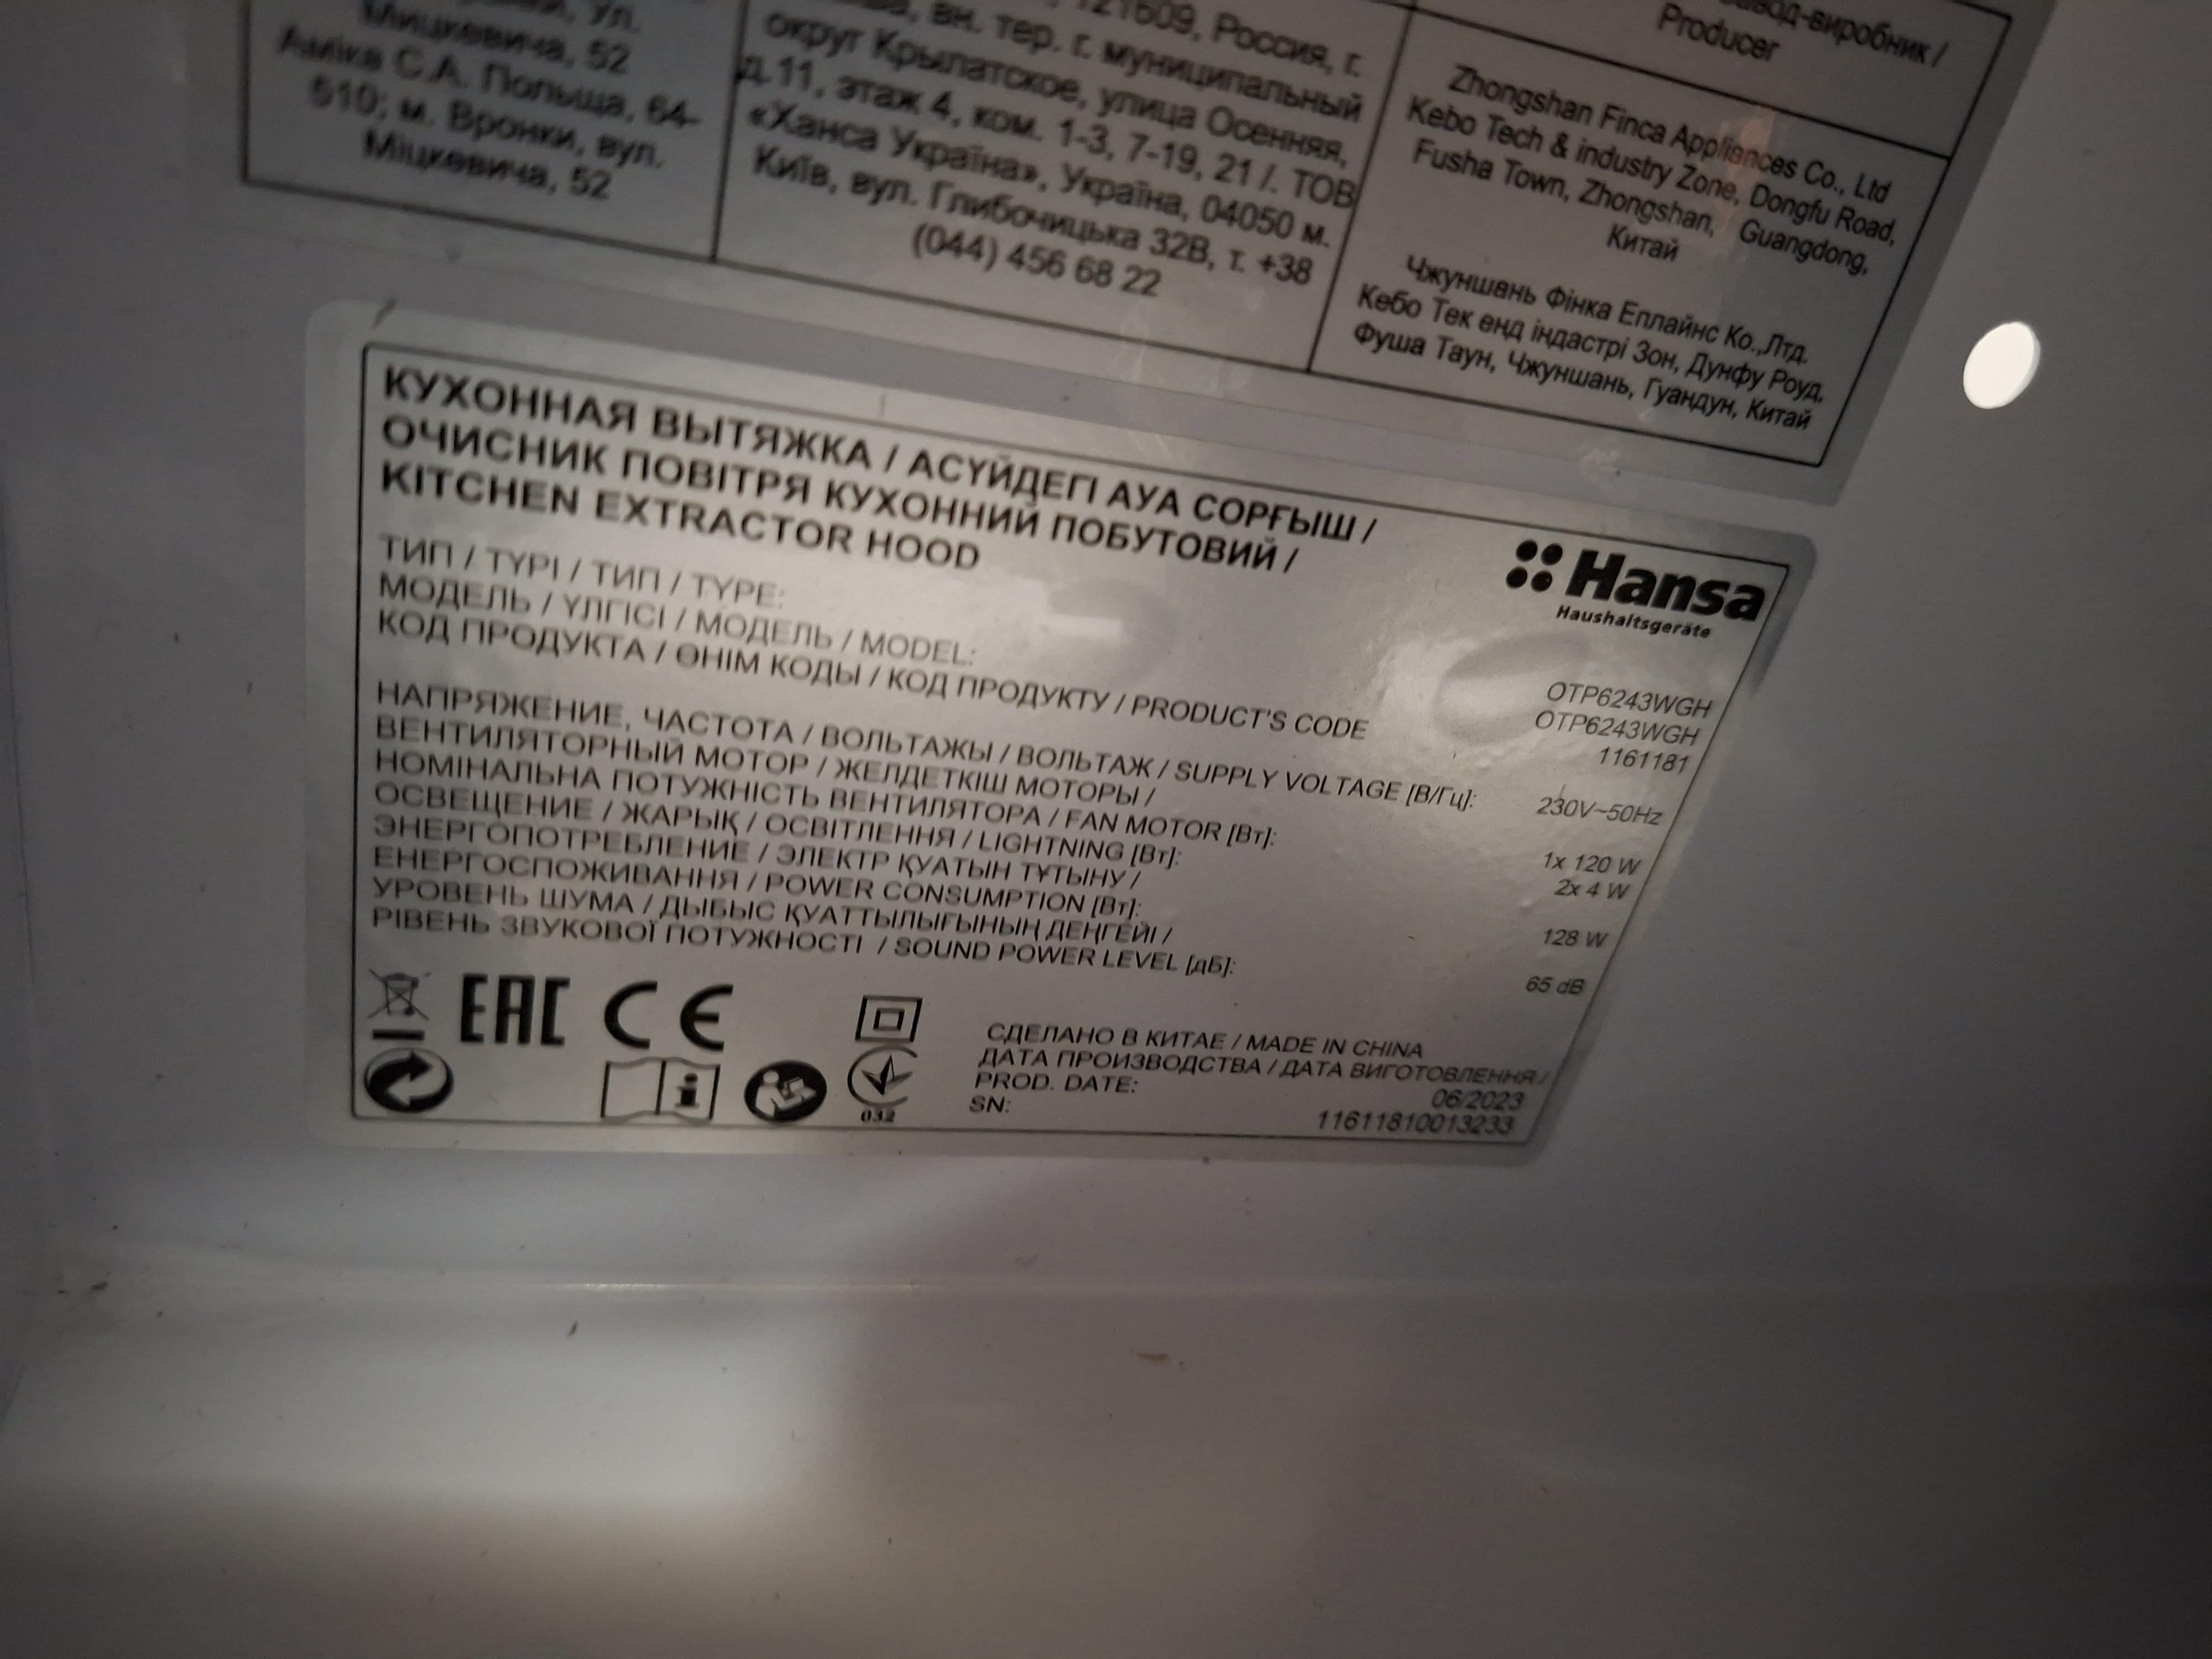 ул.
Мицкевича, 52
Аміка С.А. Польща, 64-
510; м. Вронки, вул.
Міцкевича, 52
121609, Россия, г.
вн. тер. г. муниципальный
округ Крылатское, улица Осенняя,
д.11, этаж 4, ком. 1-3, 7-19, 21 /. ТОВ
«Ханса Україна», Україна, 04050 м.
Київ, вул. Глибочицька 32В, т. +38
(044) 456 68 22
виробник /
Producer
Zhongshan Finca Appliances Co., Ltd
Kebo Tech & industry Zone, Dongfu Road,
Fusha Town, Zhongshan, Guangdong,
Китай
Чжуншань Фінка Еплайнс Ко.,Лтд.
Кебо Тек енд індастрі Зон, Дунфу Роуд,
Фуша Таун, Чжуншань, Гуандун, Китай
КУХОННАЯ ВЫТЯЖКА / АСҮЙДЕГІ АУА СОРҒЫШ /
ОЧИСНИК ПОВІТРЯ КУХОННИЙ ПОБУТОВИЙ /
KITCHEN EXTRACTOR HOOD
Hansa
Haushaltsgeräte
ТИП / TYPI / ТИП / TYPE: OTP6243WGH
МОДЕЛЬ / ҮЛГІСІ / МОДЕЛЬ / MODEL: OTP6243WGH
КОД ПРОДУКТА / ӨНІМ КОДЫ / КОД ПРОДУКТУ / PRODUCT'S CODE 1161181
НАПРЯЖЕНИЕ, ЧАСТОТА / ВОЛЬТАЖЫ / ВОЛЬТАЖ / SUPPLY VOLTAGE [В/Гц]: 230V~50Hz
ВЕНТИЛЯТОРНЫЙ МОТОР / ЖЕЛДЕТКІШ МОТОРЫ /
НОМІНАЛЬНА ПОТУЖНІСТЬ ВЕНТИЛЯТОРА / FAN MOTOR [Вт]: 1x 120 W
ОСВЕЩЕНИЕ / ЖАРЫҚ / ОСВІТЛЕННЯ / LIGHTNING [Вт]: 2x 4 W
ЭНЕРГОПОТРЕБЛЕНИЕ / ЭЛЕКТР ҚУАТЫН ТҰТЫНУ /
ЕНЕРГОСПОЖИВАННЯ / POWER CONSUMPTION [Вт]: 128 W
УРОВЕНЬ ШУМА / ДЫБЫС ҚУАТТЫЛЫҒЫНЫҢ ДЕҢГЕЙІ /
РІВЕНЬ ЗВУКОВОЇ ПОТУЖНОСТІ / SOUND POWER LEVEL [дБ]: 65 dB
EAC CE
032
СДЕЛАНО В КИТАЕ / MADE IN CHINA
ДАТА ПРОИЗВОДСТВА / ДАТА ВИГОТОВЛЕННЯ /
PROD. DATE: 06/2023
SN: 11611810013233